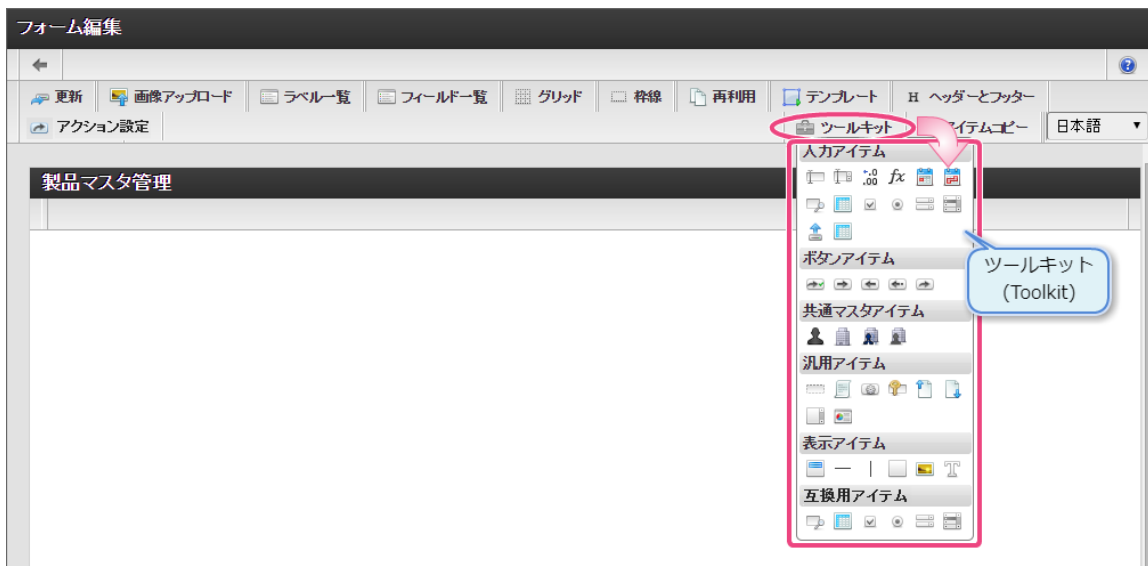 フォーム編集
更新 画像アップロード ラベル一覧 フィールド一覧 グリッド 枠線 再利用 テンプレート H ヘッダーとフッター
アクション設定 ツールキット アイテムコピー 日本語
製品マスタ管理
入力アイテム
ボタンアイテム
共通マスタアイテム
汎用アイテム
表示アイテム
互換用アイテム
ツールキット
(Toolkit)